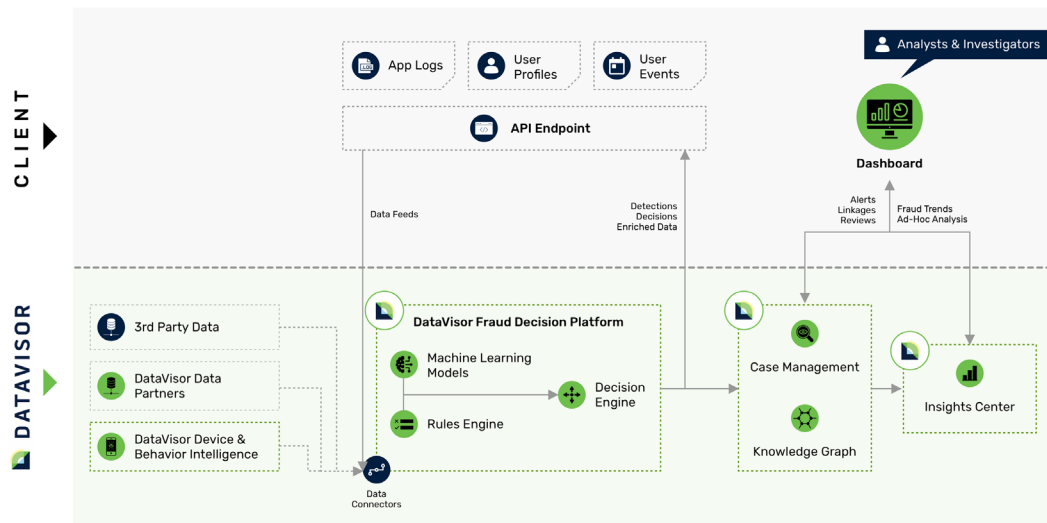 CLIENT
App Logs
User
Profiles
User
Events
Analysts & Investigators
API Endpoint
Dashboard
Data Feeds
Detections
Decisions
Enriched Data
Alerts
Linkages
Reviews
Fraud Trends
Ad-Hoc Analysis
DATAVISOR
3rd Party Data
DataVisor Data
Partners
DataVisor Device &
Behavior Intelligence
Data
Connectors
DataVisor Fraud Decision Platform
Machine Learning
Models
Rules Engine
Decision
Engine
Case Management
Knowledge Graph
Insights Center